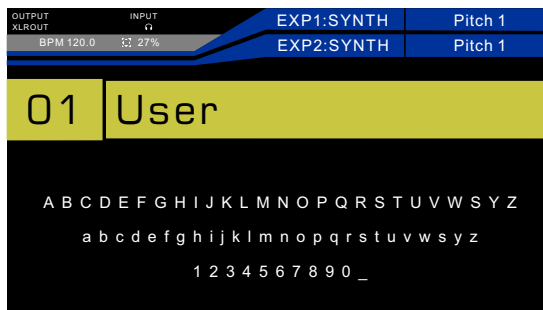 OUTPUT INPUT EXP1:SYNTH Pitch 1
XLROUT
BPM 120.0 27% EXP2:SYNTH Pitch 1
01 User
A B C D E F G H I J K L M N O P Q R S T U V W S Y Z
a b c d e f g h i j k l m n o p q r s t u v w s y z
1 2 3 4 5 6 7 8 9 0 _